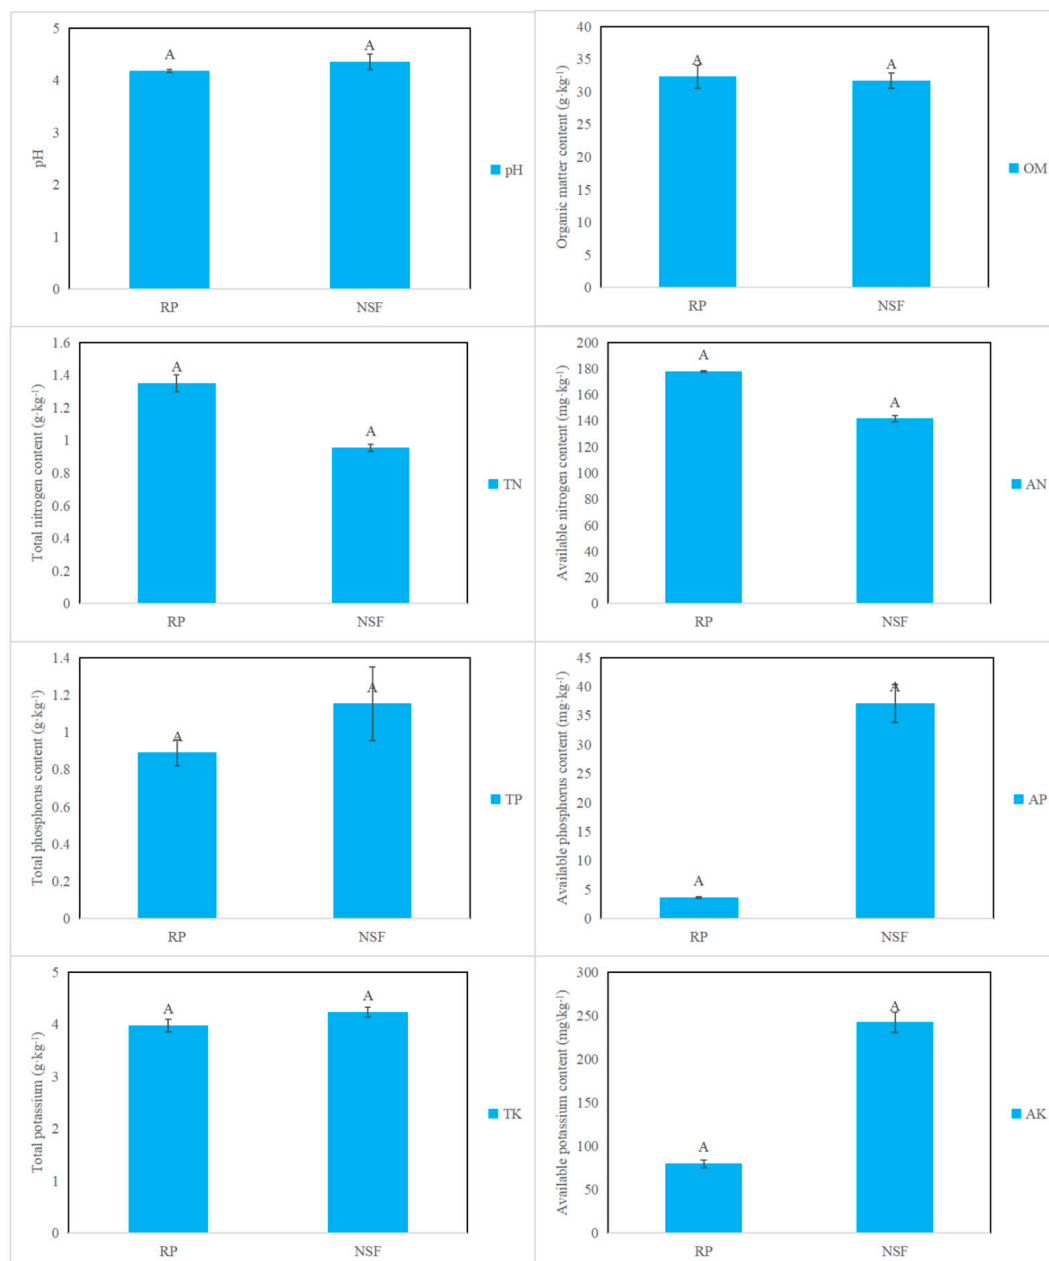 pH
5
4
3
2
1
0
A
A
RP
NSF
pH
Organic matter content (g·kg⁻¹)
40
35
30
25
20
15
10
5
0
A
A
RP
NSF
OM
Total nitrogen content (g·kg⁻¹)
1.6
1.4
1.2
1
0.8
0.6
0.4
0.2
0
A
A
RP
NSF
TN
Available nitrogen content (mg·kg⁻¹)
200
180
160
140
120
100
80
60
40
20
0
A
A
RP
NSF
AN
Total phosphorus content (g·kg⁻¹)
1.4
1.2
1
0.8
0.6
0.4
0.2
0
A
A
RP
NSF
TP
Available phosphorus content (mg·kg⁻¹)
45
40
35
30
25
20
15
10
5
0
A
A
RP
NSF
AP
Total potassium (g·kg⁻¹)
5
4
3
2
1
0
A
A
RP
NSF
TK
Available potassium content (mg\kg⁻¹)
300
250
200
150
100
50
0
A
A
RP
NSF
AK